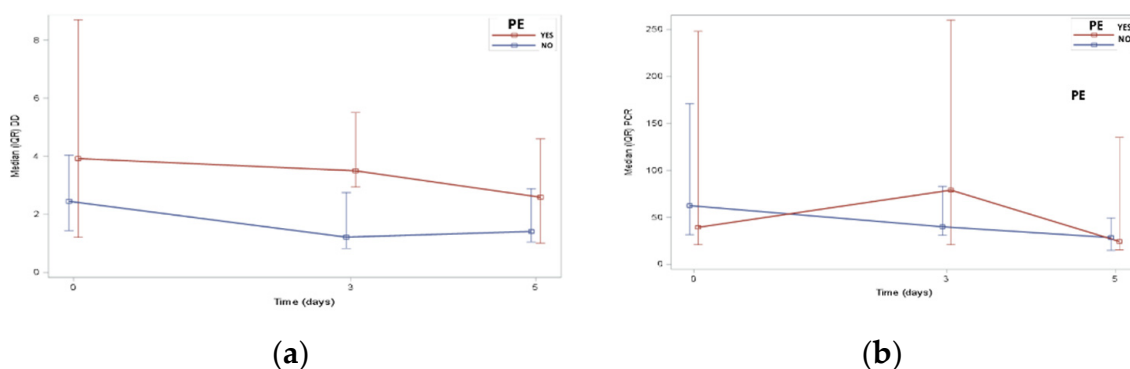 PE
YES
NO
8
6
4
2
0
Median (IQR) DD
0
3
5
Time (days)
(a)
PE
YES
NO
PE
250
200
150
100
50
0
Median (IQR) PCR
0
3
5
Time (days)
(b)